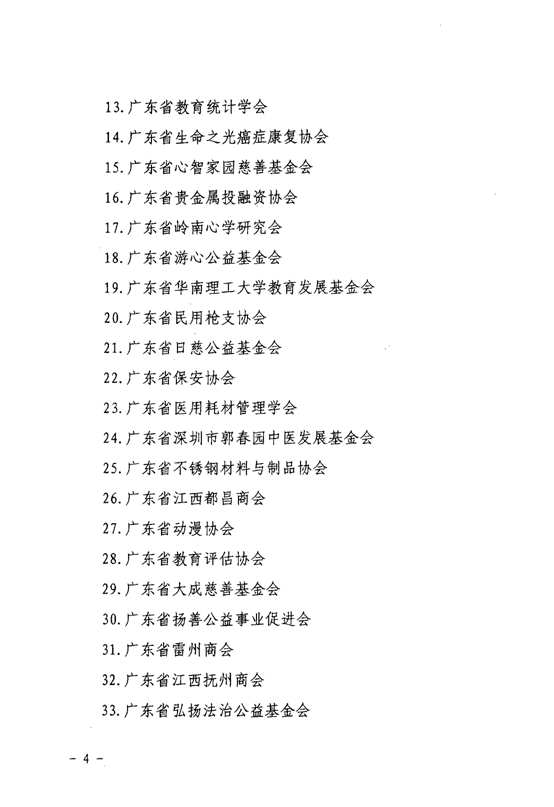 13.广东省教育统计学会
14.广东省生命之光癌症康复协会
15.广东省心智家园慈善基金会
16.广东省贵金属投融资协会
17.广东省岭南心学研究会
18.广东省游心公益基金会
19.广东省华南理工大学教育发展基金会
20.广东省民用枪支协会
21.广东省日慈公益基金会
22.广东省保安协会
23.广东省医用耗材管理学会
24.广东省深圳市郭春园中医发展基金会
25.广东省不锈钢材料与制品协会
26.广东省江西都昌商会
27.广东省动漫协会
28.广东省教育评估协会
29.广东省大成慈善基金会
30.广东省扬善公益事业促进会
31.广东省雷州商会
32.广东省江西抚州商会
33.广东省弘扬法治公益基金会
- 4 -